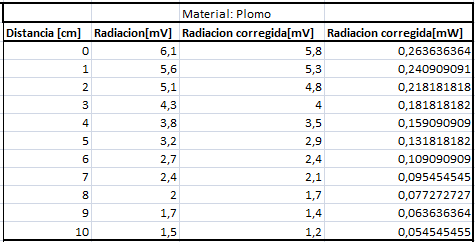 Material: Plomo
Distancia [cm] Radiacion[mV] Radiacion corregida[mV] Radiacion corregida[mW]
0 6,1 5,8 0,263636364
1 5,6 5,3 0,240909091
2 5,1 4,8 0,218181818
3 4,3 4 0,181818182
4 3,8 3,5 0,159090909
5 3,2 2,9 0,131818182
6 2,7 2,4 0,109090909
7 2,4 2,1 0,095454545
8 2 1,7 0,077272727
9 1,7 1,4 0,063636364
10 1,5 1,2 0,054545455